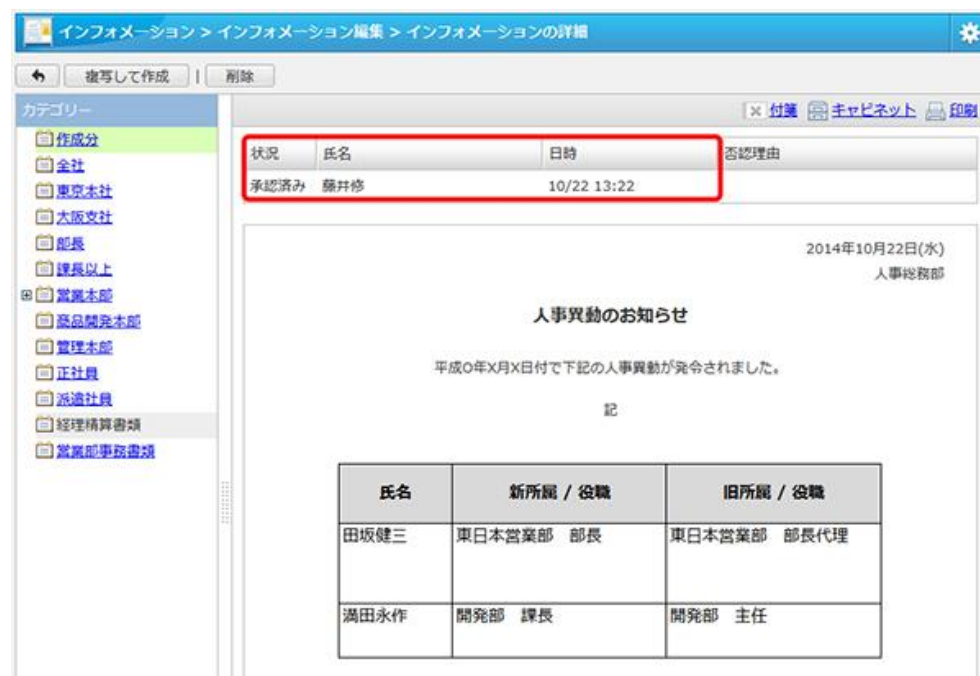 インフォメーション > インフォメーション編集 > インフォメーションの詳細
複写して作成 | 削除
カテゴリー
作成分
全社
東京本社
大阪支社
部長
課長以上
営業本部
商品開発本部
管理本部
正社員
派遣社員
経理精算書類
営業部事務書類
付箋 キャビネット 印刷
状況 氏名 日時 否認理由
承認済み 藤井修 10/22 13:22
2014年10月22日(水)
人事総務部
人事異動のお知らせ
平成○年X月X日付で下記の人事異動が発令されました。
記
氏名 新所属 / 役職 旧所属 / 役職
田坂健三 東日本営業部 部長 東日本営業部 部長代理
満田永作 開発部 課長 開発部 主任